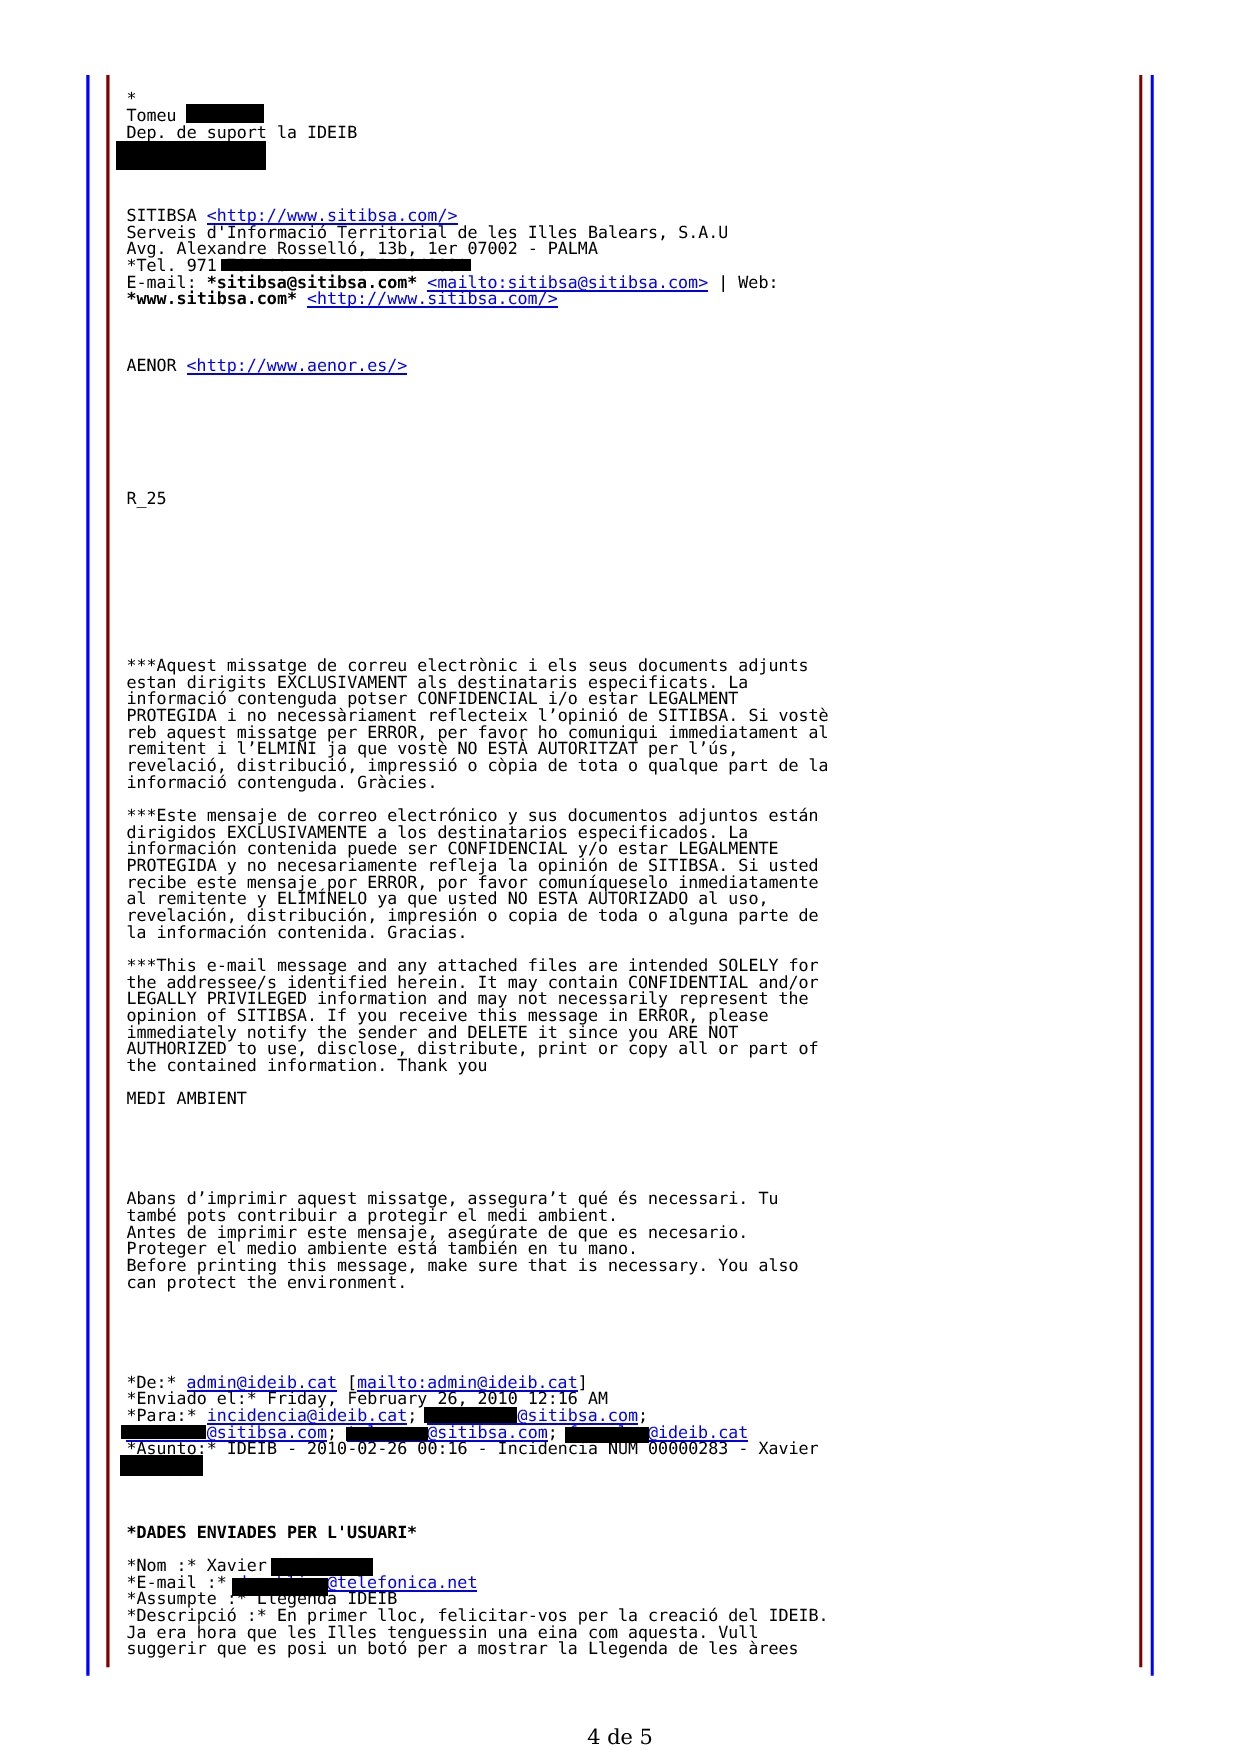 *
Tomeu
Dep. de suport la IDEIB
SITIBSA <http://www.sitibsa.com/>
Serveis d'Informació Territorial de les Illes Balears, S.A.U
Avg. Alexandre Rosselló, 13b, 1er 07002 - PALMA
*Tel. 971
E-mail: *sitibsa@sitibsa.com* <mailto:sitibsa@sitibsa.com> | Web:
*www.sitibsa.com* <http://www.sitibsa.com/>
AENOR <http://www.aenor.es/>
R_25
***Aquest missatge de correu electrònic i els seus documents adjunts
estan dirigits EXCLUSIVAMENT als destinataris especificats. La
informació contenguda potser CONFIDENCIAL i/o estar LEGALMENT
PROTEGIDA i no necessàriament reflecteix l’opinió de SITIBSA. Si vostè
reb aquest missatge per ERROR, per favor ho comuniqui immediatament al
remitent i l’ELMINI ja que vostè NO ESTÀ AUTORITZAT per l’ús,
revelació, distribució, impressió o còpia de tota o qualque part de la
informació contenguda. Gràcies.
***Este mensaje de correo electrónico y sus documentos adjuntos están
dirigidos EXCLUSIVAMENTE a los destinatarios especificados. La
información contenida puede ser CONFIDENCIAL y/o estar LEGALMENTE
PROTEGIDA y no necesariamente refleja la opinión de SITIBSA. Si usted
recibe este mensaje por ERROR, por favor comuníqueselo inmediatamente
al remitente y ELIMÍNELO ya que usted NO ESTA AUTORIZADO al uso,
revelación, distribución, impresión o copia de toda o alguna parte de
la información contenida. Gracias.
***This e-mail message and any attached files are intended SOLELY for
the addressee/s identified herein. It may contain CONFIDENTIAL and/or
LEGALLY PRIVILEGED information and may not necessarily represent the
opinion of SITIBSA. If you receive this message in ERROR, please
immediately notify the sender and DELETE it since you ARE NOT
AUTHORIZED to use, disclose, distribute, print or copy all or part of
the contained information. Thank you
MEDI AMBIENT
Abans d’imprimir aquest missatge, assegura’t qué és necessari. Tu
també pots contribuir a protegir el medi ambient.
Antes de imprimir este mensaje, asegúrate de que es necesario.
Proteger el medio ambiente está también en tu mano.
Before printing this message, make sure that is necessary. You also
can protect the environment.
*De:* admin@ideib.cat [mailto:admin@ideib.cat]
*Enviado el:* Friday, February 26, 2010 12:16 AM
*Para:* incidencia@ideib.cat; @sitibsa.com;
@sitibsa.com; @sitibsa.com; @ideib.cat
*Asunto:* IDEIB - 2010-02-26 00:16 - Incidencia NUM 00000283 - Xavier
*DADES ENVIADES PER L'USUARI*
*Nom :* Xavier
*E-mail :* @telefonica.net
*Assumpte :* Llegenda IDEIB
*Descripció :* En primer lloc, felicitar-vos per la creació del IDEIB.
Ja era hora que les Illes tenguessin una eina com aquesta. Vull
suggerir que es posi un botó per a mostrar la Llegenda de les àrees
4 de 5